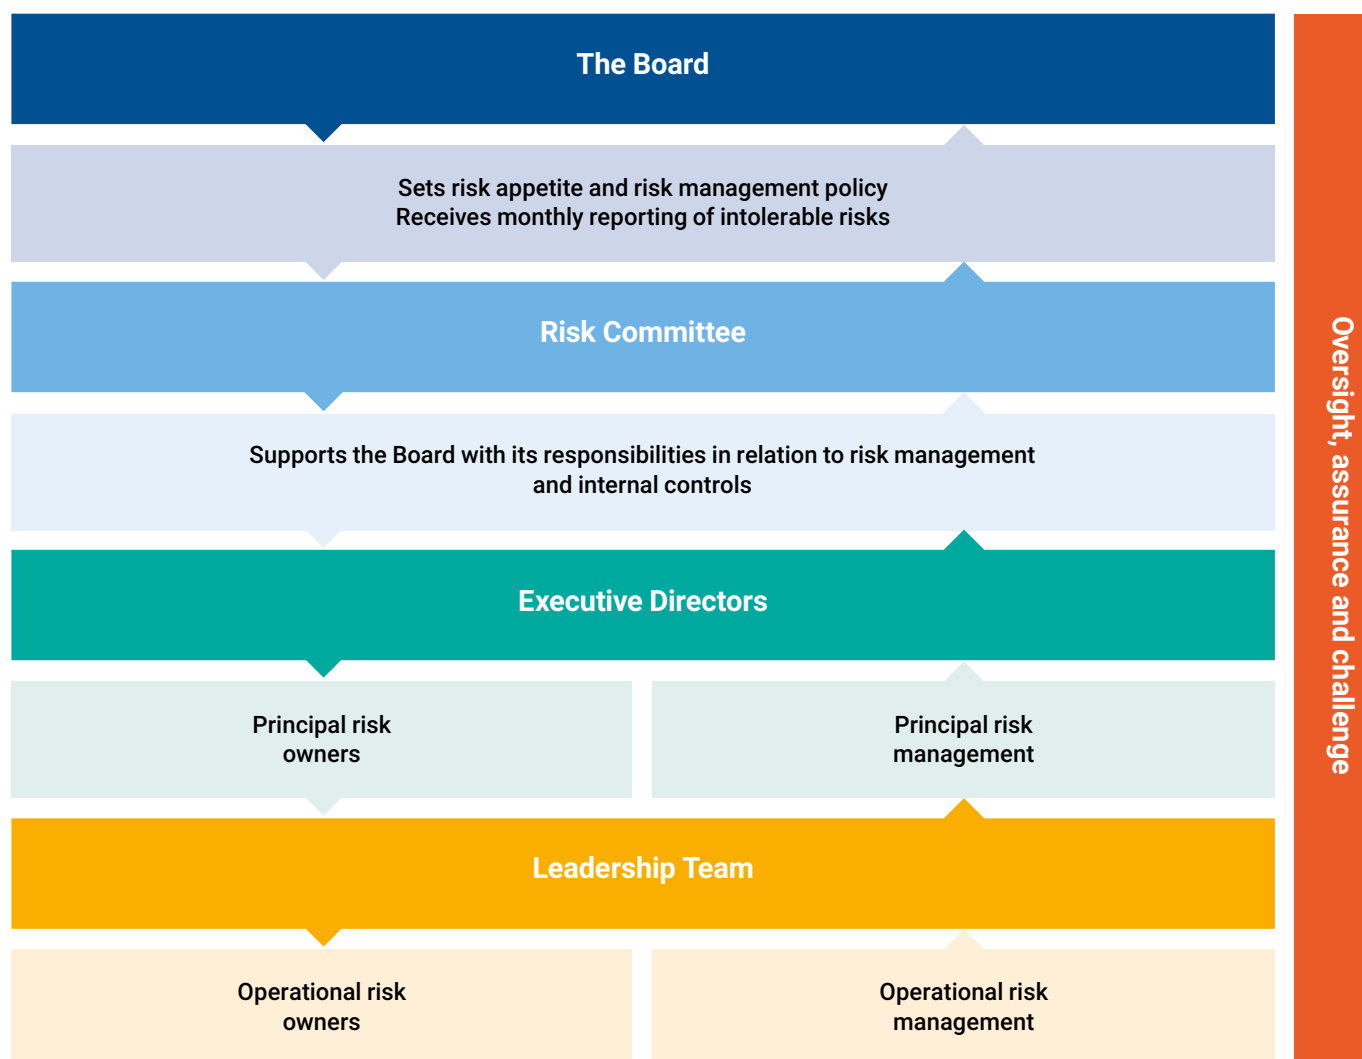 The Board
Sets risk appetite and risk management policy
Receives monthly reporting of intolerable risks
Risk Committee
Supports the Board with its responsibilities in relation to risk management
and internal controls
Executive Directors
Principal risk
owners
Principal risk
management
Leadership Team
Operational risk
owners
Operational risk
management
Oversight, assurance and challenge